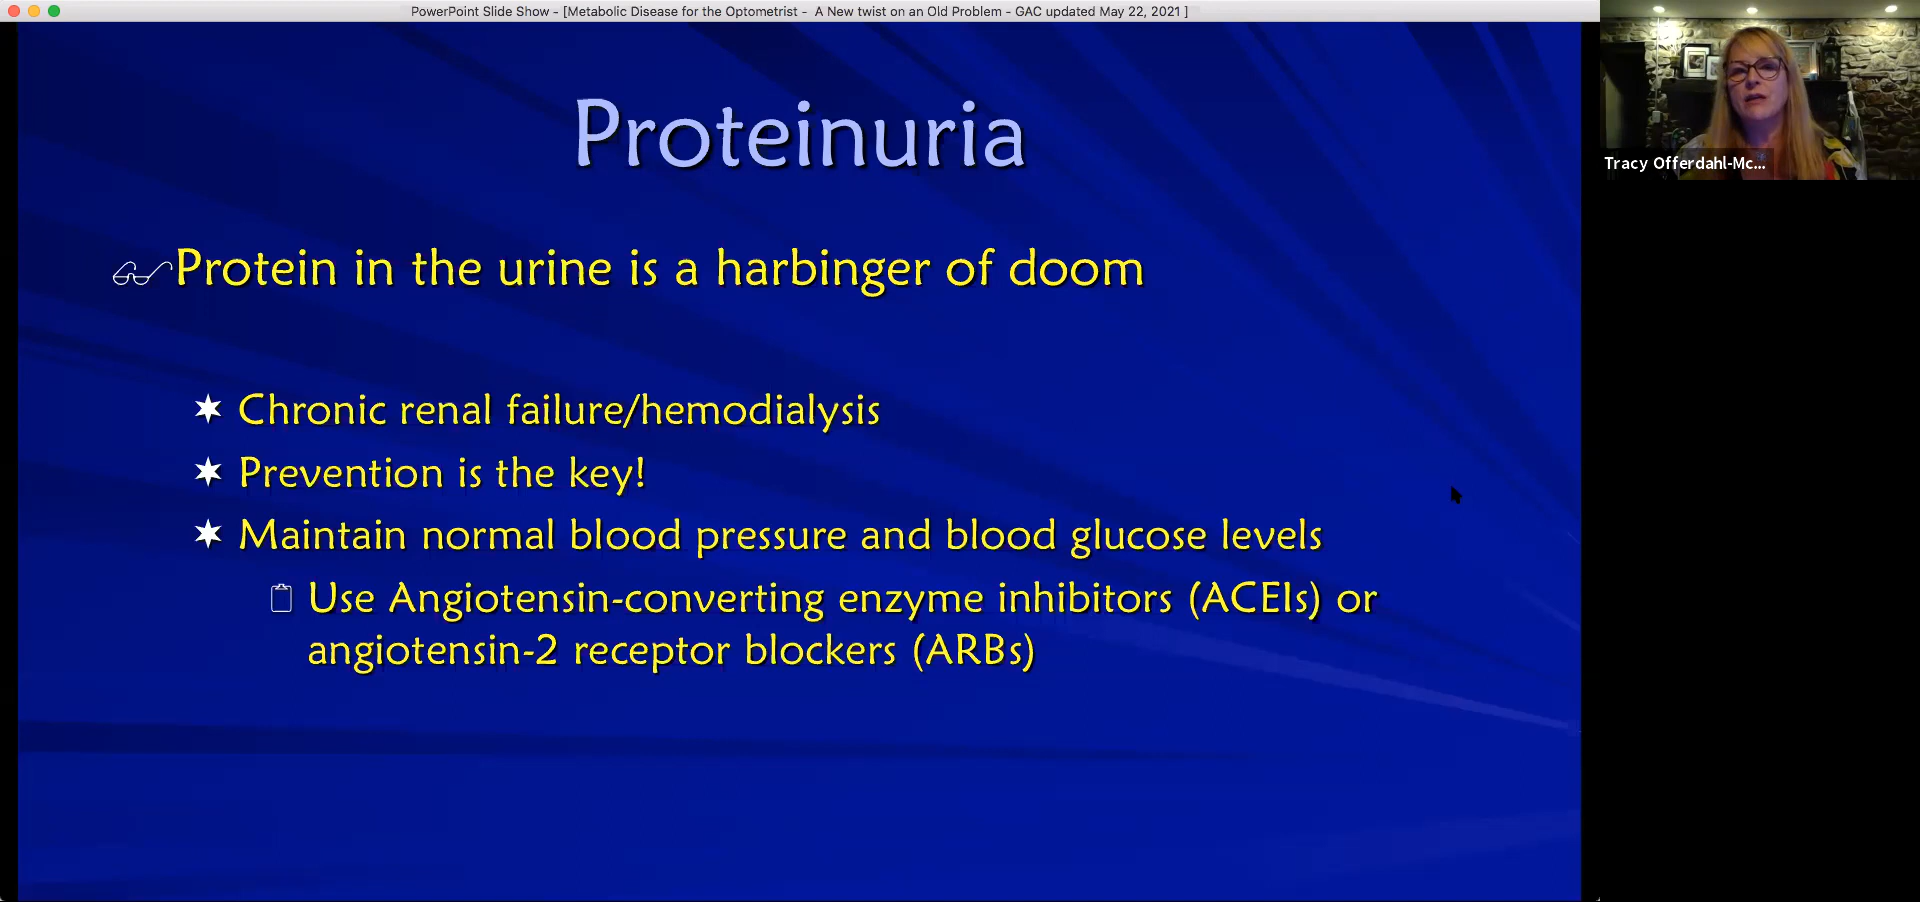 PowerPoint Slide Show - [Metabolic Disease for the Optometrist - A New twist on an Old Problem - GAC updated May 22, 2021 ]
Proteinuria
Protein in the urine is a harbinger of doom
Chronic renal failure/hemodialysis
Prevention is the key!
Maintain normal blood pressure and blood glucose levels
Use Angiotensin-converting enzyme inhibitors (ACEIs) or
angiotensin-2 receptor blockers (ARBs)
Tracy Offerdahl-Mc...